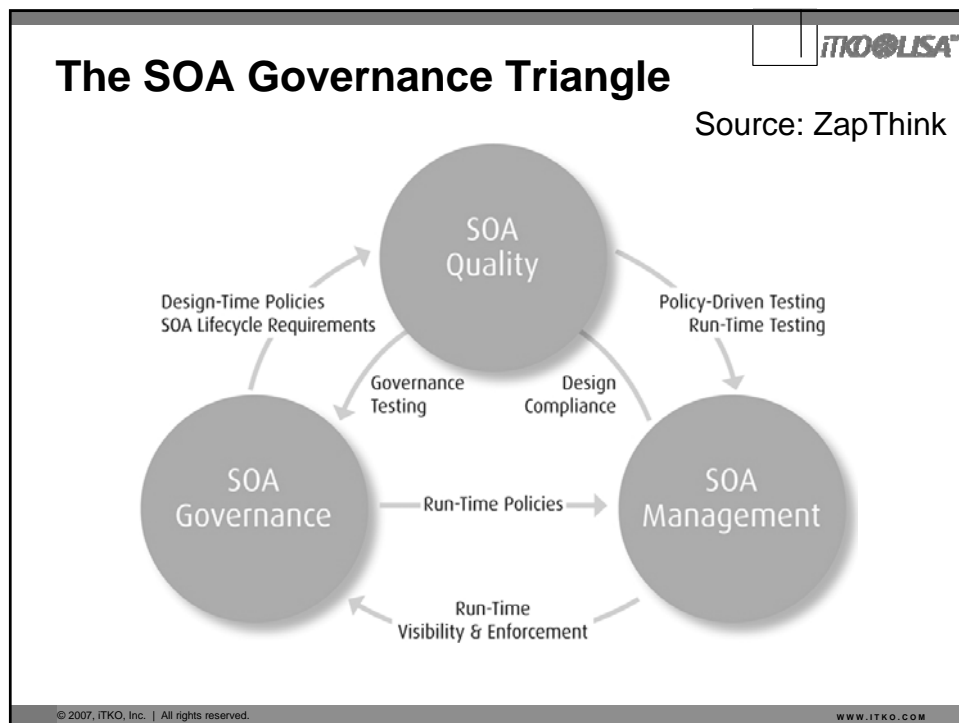 iTKO LISA™
The SOA Governance Triangle
Source: ZapThink
SOA
Quality
Design-Time Policies
SOA Lifecycle Requirements
Policy-Driven Testing
Run-Time Testing
Governance
Testing
Design
Compliance
SOA
Governance
Run-Time Policies
SOA
Management
Run-Time
Visibility & Enforcement
© 2007, iTKO, Inc. | All rights reserved.
WWW.ITKO.COM